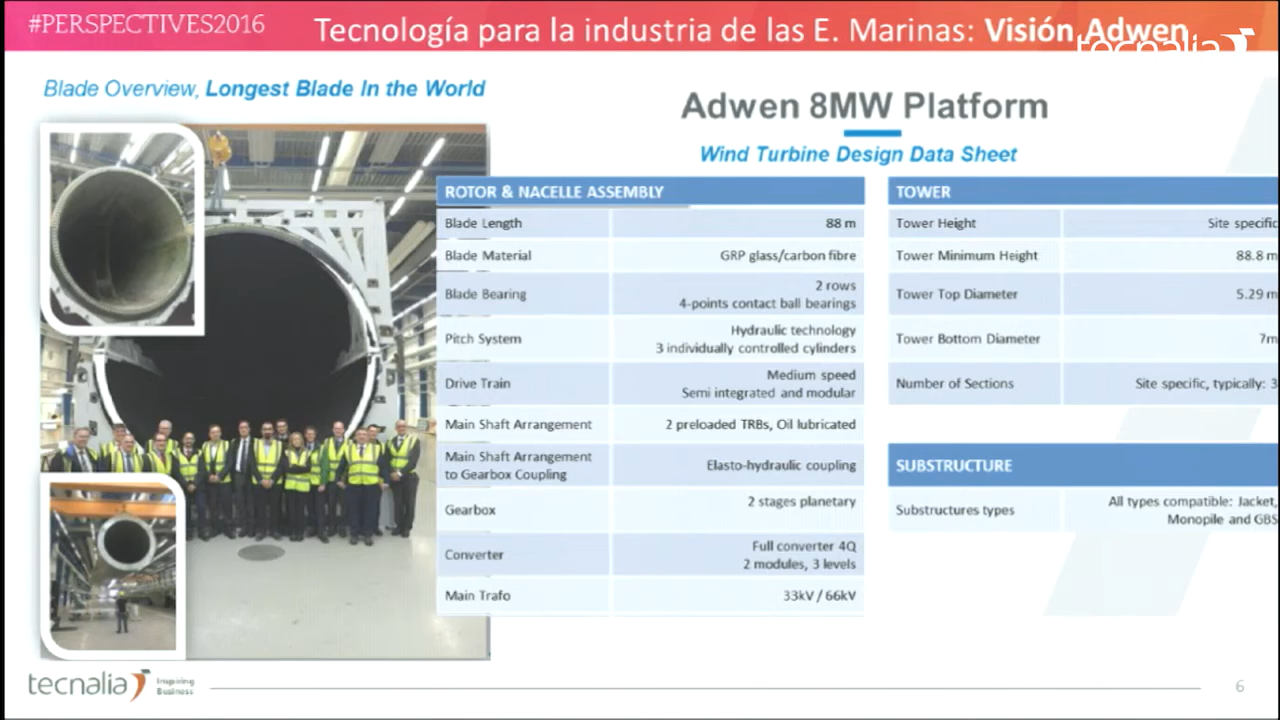 #PERSPECTIVES2016
Tecnología para la industria de las E. Marinas: Visión Adwen
tecnalia
Blade Overview, Longest Blade In the World
Adwen 8MW Platform
Wind Turbine Design Data Sheet
ROTOR & NACELLE ASSEMBLY
Blade Length 88 m
Blade Material GRP glass/carbon fibre
Blade Bearing 2 rows
4-points contact ball bearings
Pitch System Hydraulic technology
3 individually controlled cylinders
Drive Train Medium speed
Semi integrated and modular
Main Shaft Arrangement 2 preloaded TRBs, Oil lubricated
Main Shaft Arrangement
to Gearbox Coupling Elasto-hydraulic coupling
Gearbox 2 stages planetary
Converter Full converter 4Q
2 modules, 3 levels
Main Trafo 33kV / 66kV
TOWER
Tower Height Site specific
Tower Minimum Height 88.8 m
Tower Top Diameter 5.29 m
Tower Bottom Diameter 7m
Number of Sections Site specific, typically: 3
SUBSTRUCTURE
Substructures types All types compatible: Jacket,
Monopile and GBS
tecnalia Inspiring
Business
6